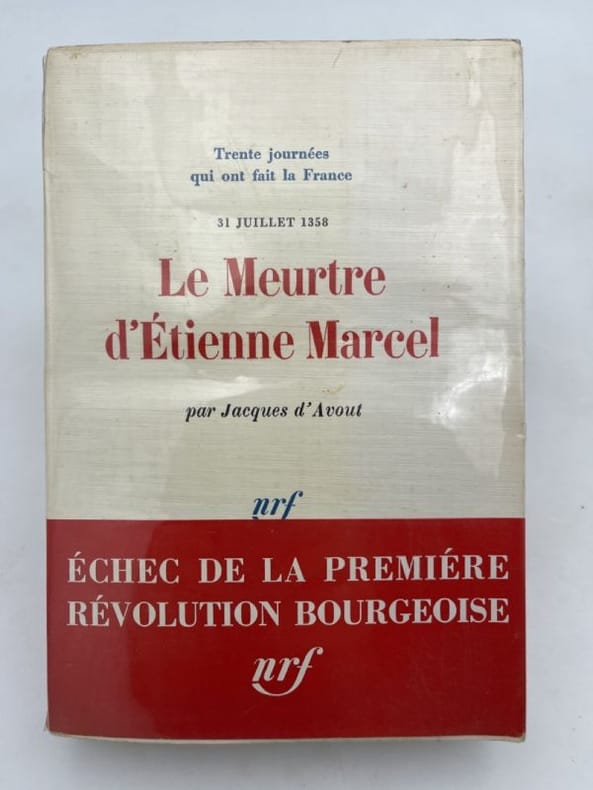 Trente journées
qui ont fait la France
31 JUILLET 1358
Le Meurtre
d'Étienne Marcel
par Jacques d'Avout
nrf
ÉCHEC DE LA PREMIÉRE
RÉVOLUTION BOURGEOISE
nrf